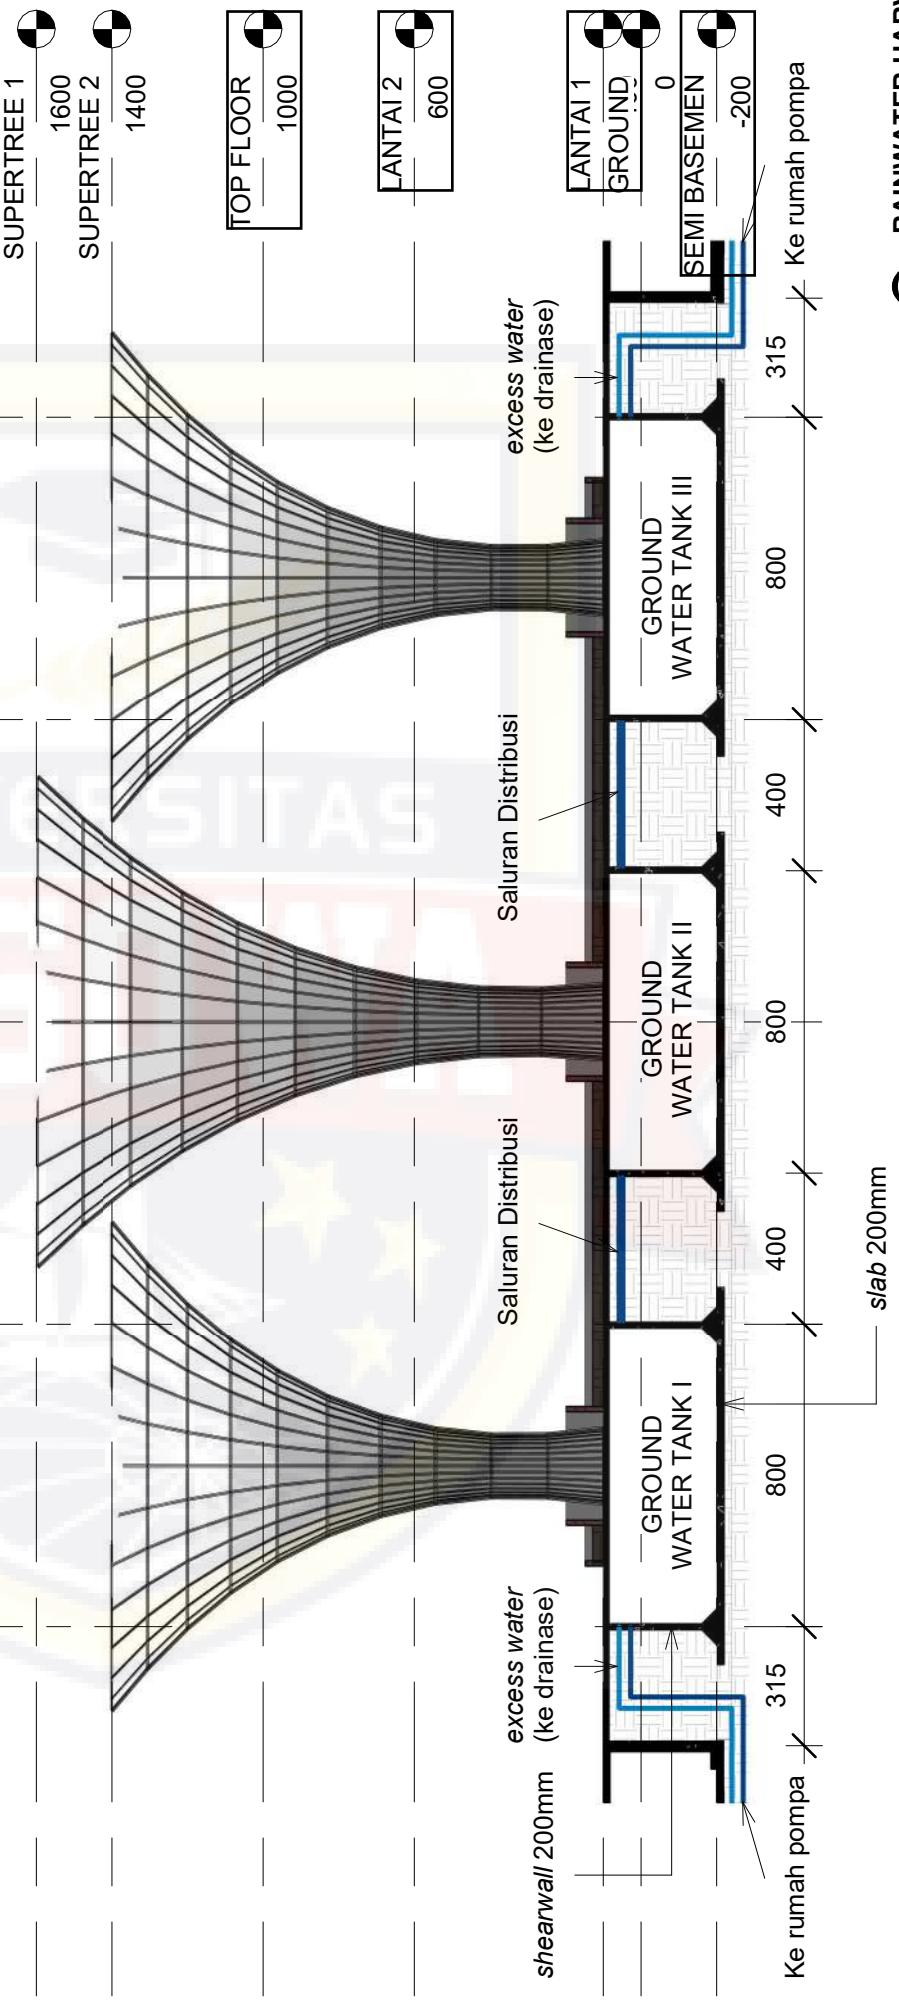 SUPERTREE 1
1600
SUPERTREE 2
1400
TOP FLOOR
1000
LANTAI 2
600
LANTAI 1
GROUND
0
SEMI BASEMEN
-200
excess water
(ke drainase)
excess water
(ke drainase)
Saluran Distribusi
Saluran Distribusi
shearwall 200mm
GROUND
WATER TANK I
GROUND
WATER TANK II
GROUND
WATER TANK III
Ke rumah pompa
315
800
400
800
400
800
315
Ke rumah pompa
slab 200mm
ERSITAS